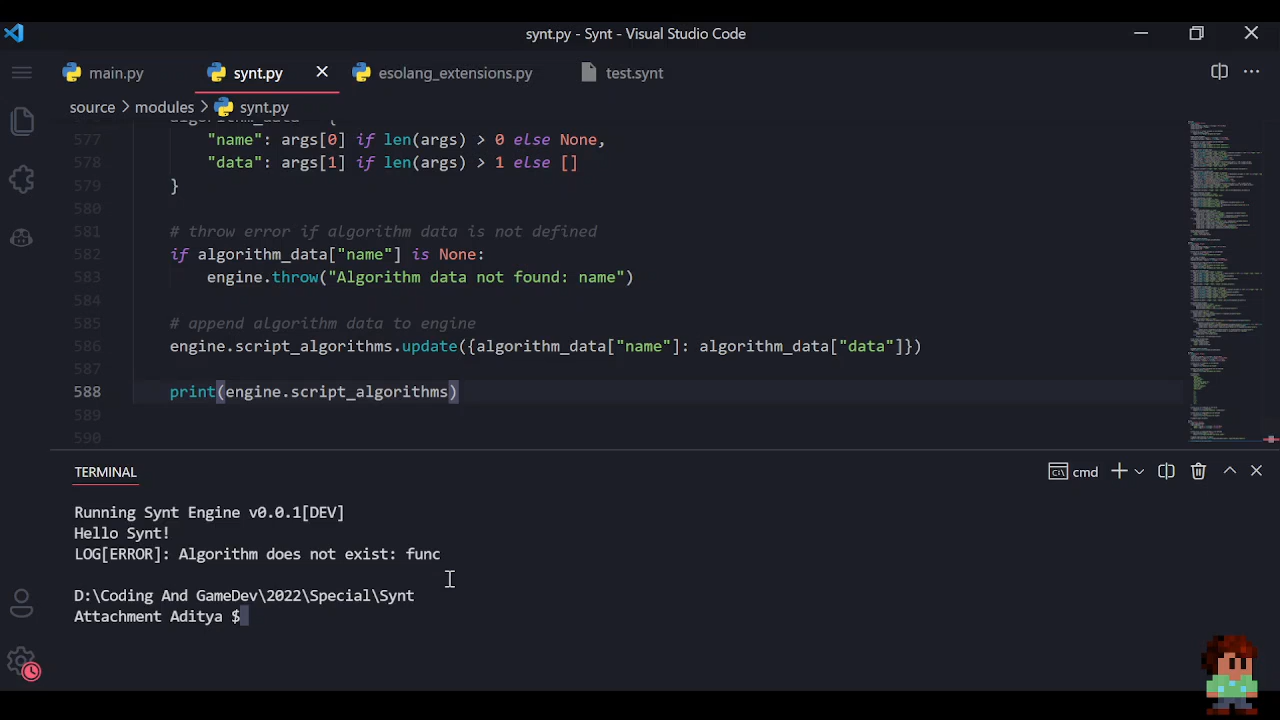 synt.py - Synt - Visual Studio Code
main.py synt.py esolang_extensions.py test.synt
source > modules > synt.py
577 "name": args[0] if len(args) > 0 else None,
578 "data": args[1] if len(args) > 1 else []
579 }
580
581 # throw error if algorithm data is not defined
582 if algorithm_data["name"] is None:
583 engine.throw("Algorithm data not found: name")
584
585 # append algorithm data to engine
586 engine.script_algorithms.update({algorithm_data["name"]: algorithm_data["data"]})
587
588 print(engine.script_algorithms)
589
590
TERMINAL
cmd
Running Synt Engine v0.0.1[DEV]
Hello Synt!
LOG[ERROR]: Algorithm does not exist: func
D:\Coding And GameDev\2022\Special\Synt
Attachment Aditya $